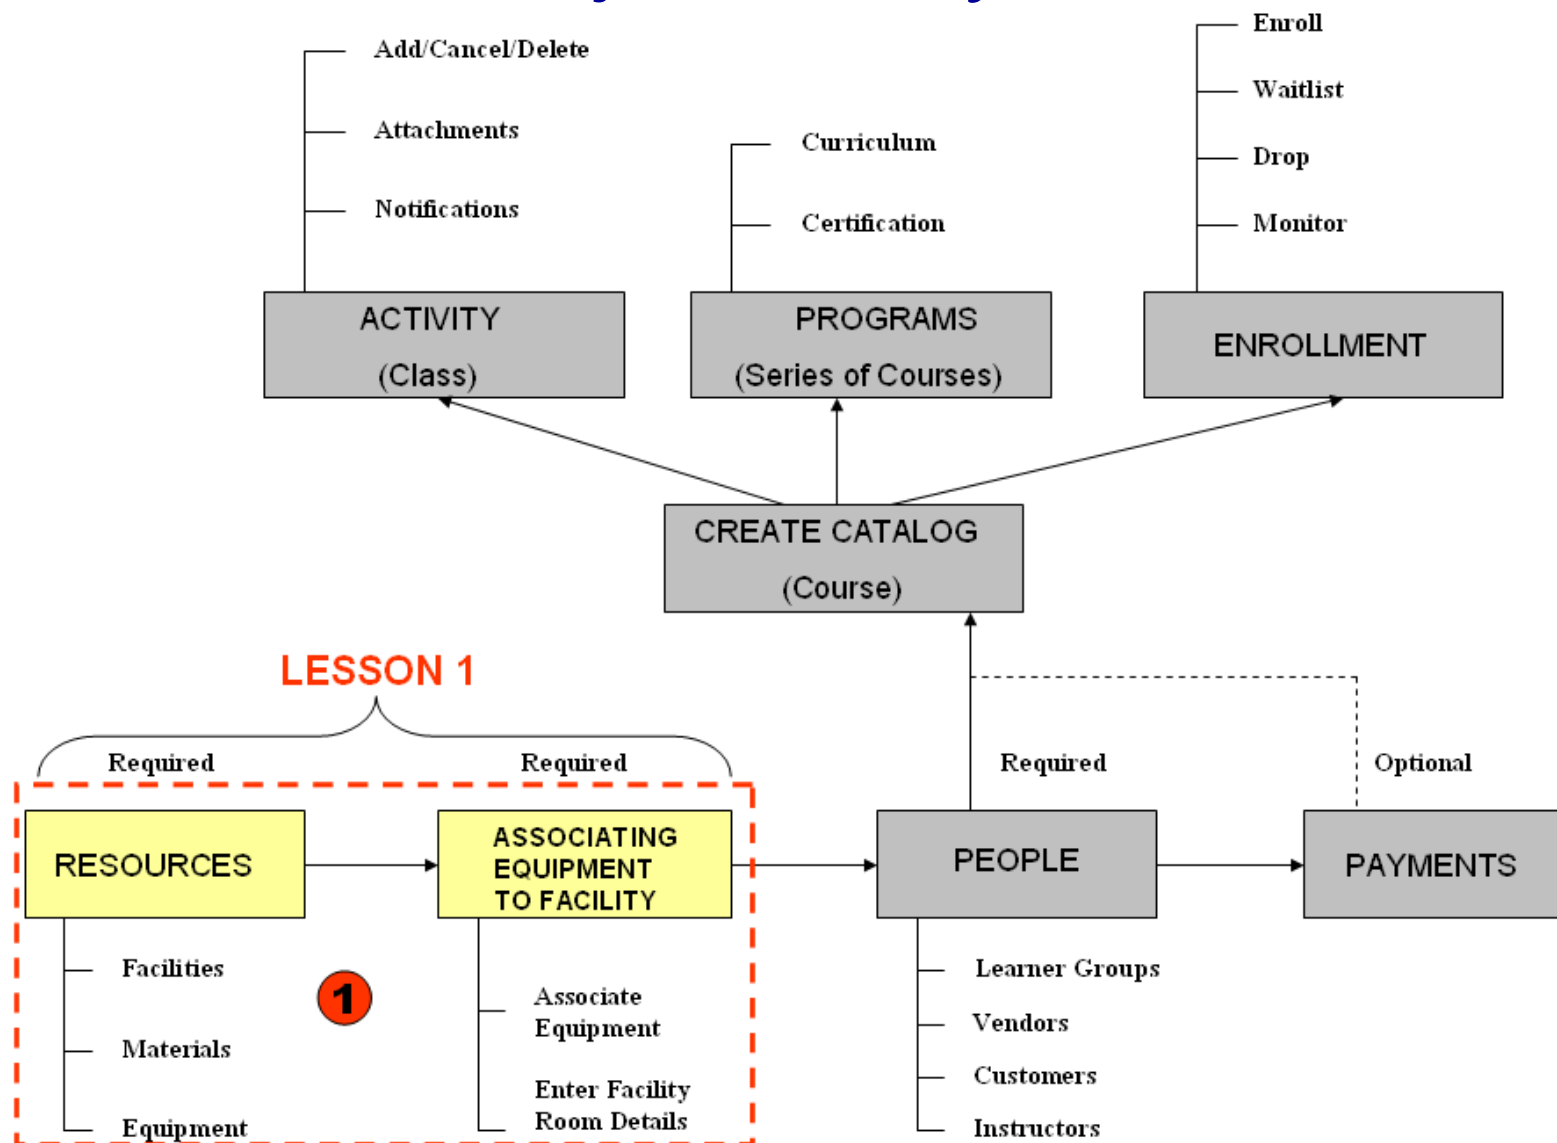 Add/Cancel/Delete
Attachments
Notifications
Curriculum
Certification
Enroll
Waitlist
Drop
Monitor
ACTIVITY
(Class)
PROGRAMS
(Series of Courses)
ENROLLMENT
CREATE CATALOG
(Course)
LESSON 1
Required
Required
Required
Optional
RESOURCES
ASSOCIATING
EQUIPMENT
TO FACILITY
PEOPLE
PAYMENTS
Facilities
Materials
Equipment
1
Associate
Equipment
Enter Facility
Room Details
Learner Groups
Vendors
Customers
Instructors